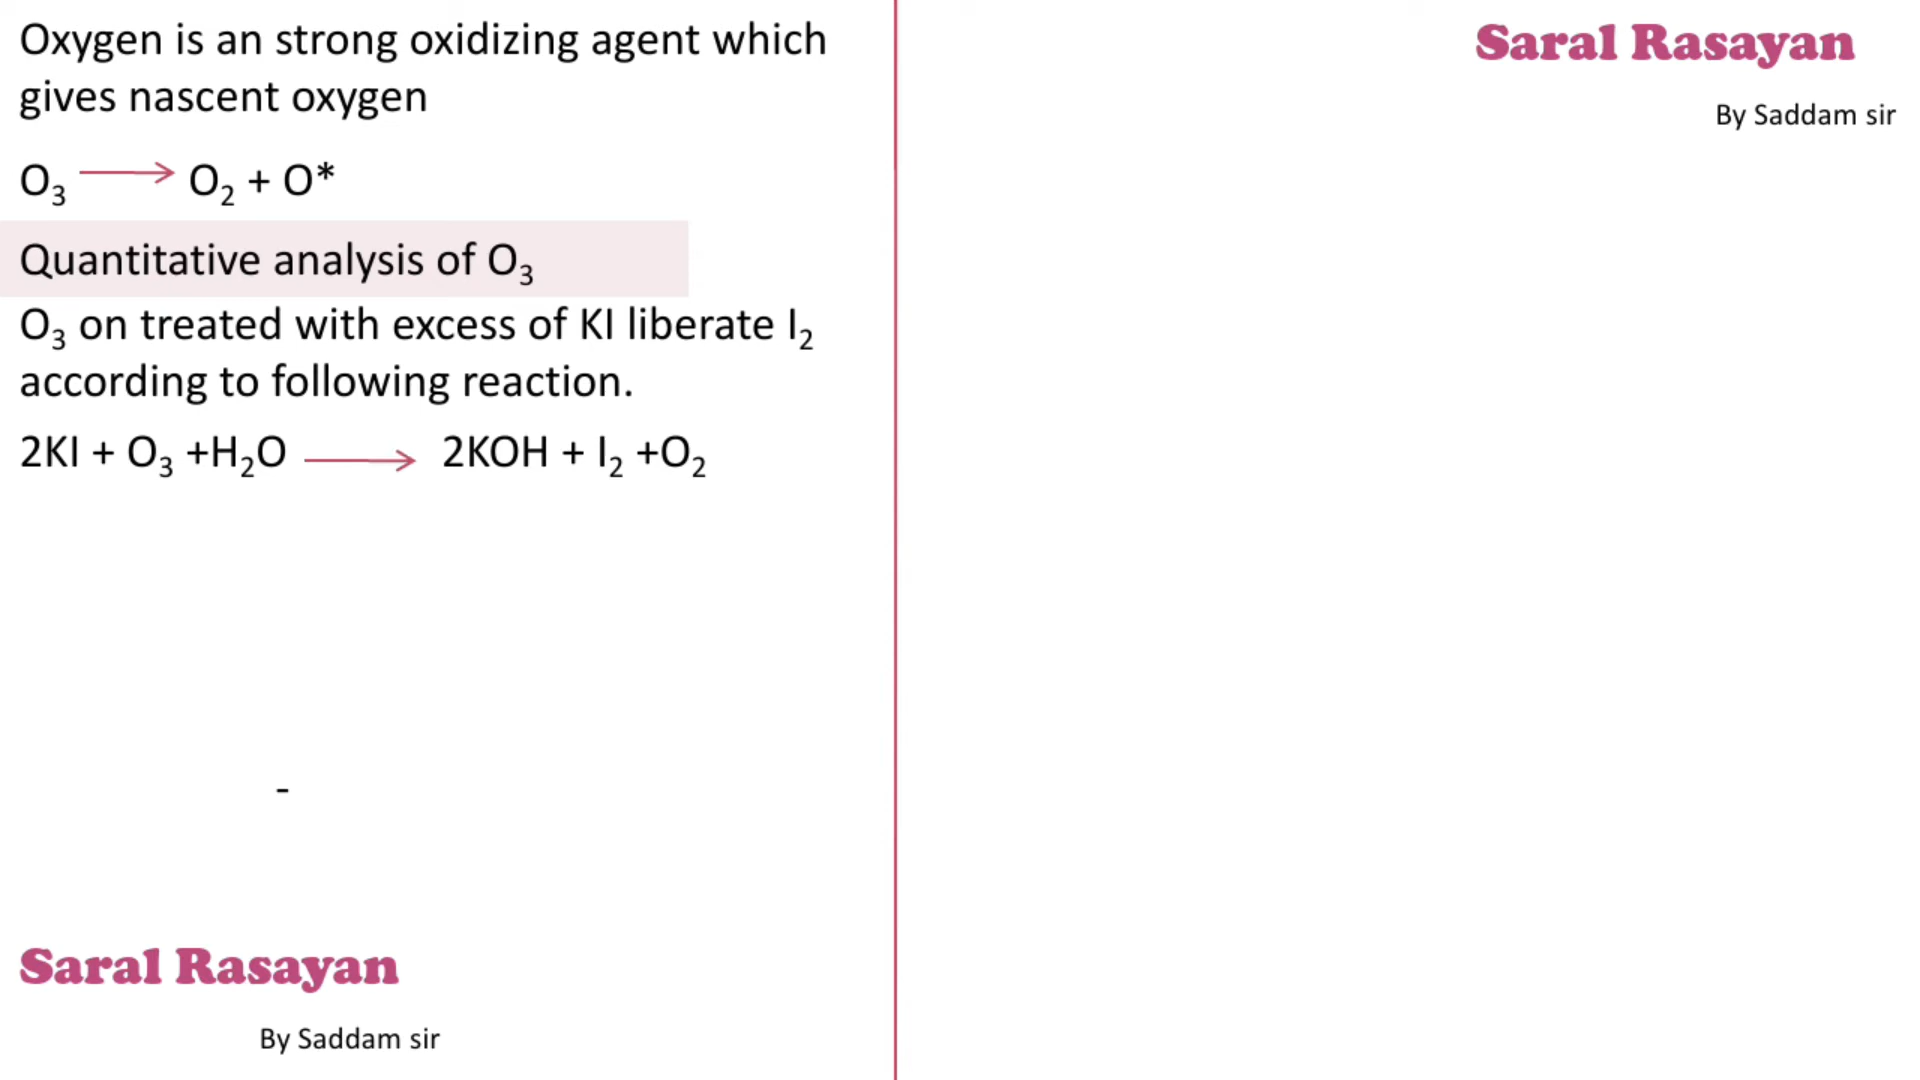 Oxygen is an strong oxidizing agent which
gives nascent oxygen
O₃ ⟶ O₂ + O*
Quantitative analysis of O₃
O₃ on treated with excess of KI liberate I₂
according to following reaction.
2KI + O₃ +H₂O ⟶ 2KOH + I₂ +O₂
-
Saral Rasayan
By Saddam sir
Saral Rasayan
By Saddam sir